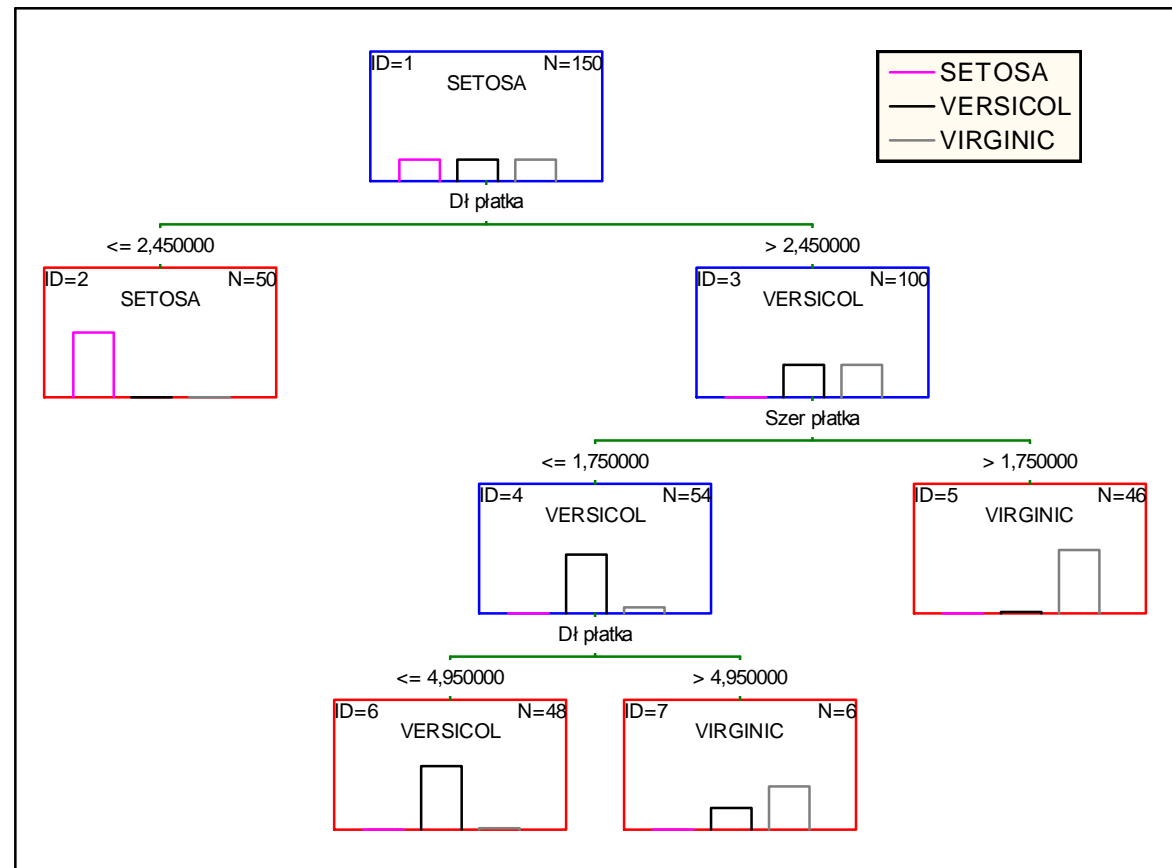 ID=1 N=150
SETOSA
SETOSA
VERSICOL
VIRGINIC
Dł płatka
<= 2,450000
> 2,450000
ID=2 N=50
SETOSA
ID=3 N=100
VERSICOL
Szer płatka
<= 1,750000
> 1,750000
ID=4 N=54
VERSICOL
ID=5 N=46
VIRGINIC
Dł płatka
<= 4,950000
> 4,950000
ID=6 N=48
VERSICOL
ID=7 N=6
VIRGINIC